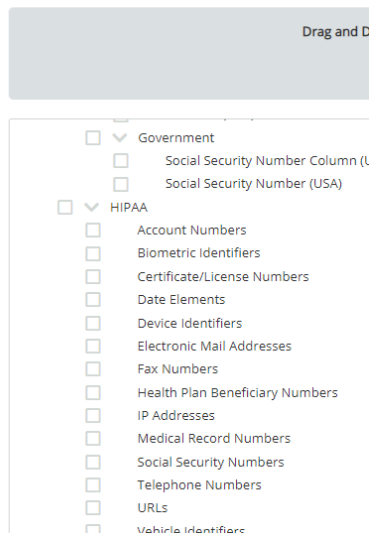 Drag and D
Government
Social Security Number Column (U
Social Security Number (USA)
HIPAA
Account Numbers
Biometric Identifiers
Certificate/License Numbers
Date Elements
Device Identifiers
Electronic Mail Addresses
Fax Numbers
Health Plan Beneficiary Numbers
IP Addresses
Medical Record Numbers
Social Security Numbers
Telephone Numbers
URLs
Vehicle Identifiers